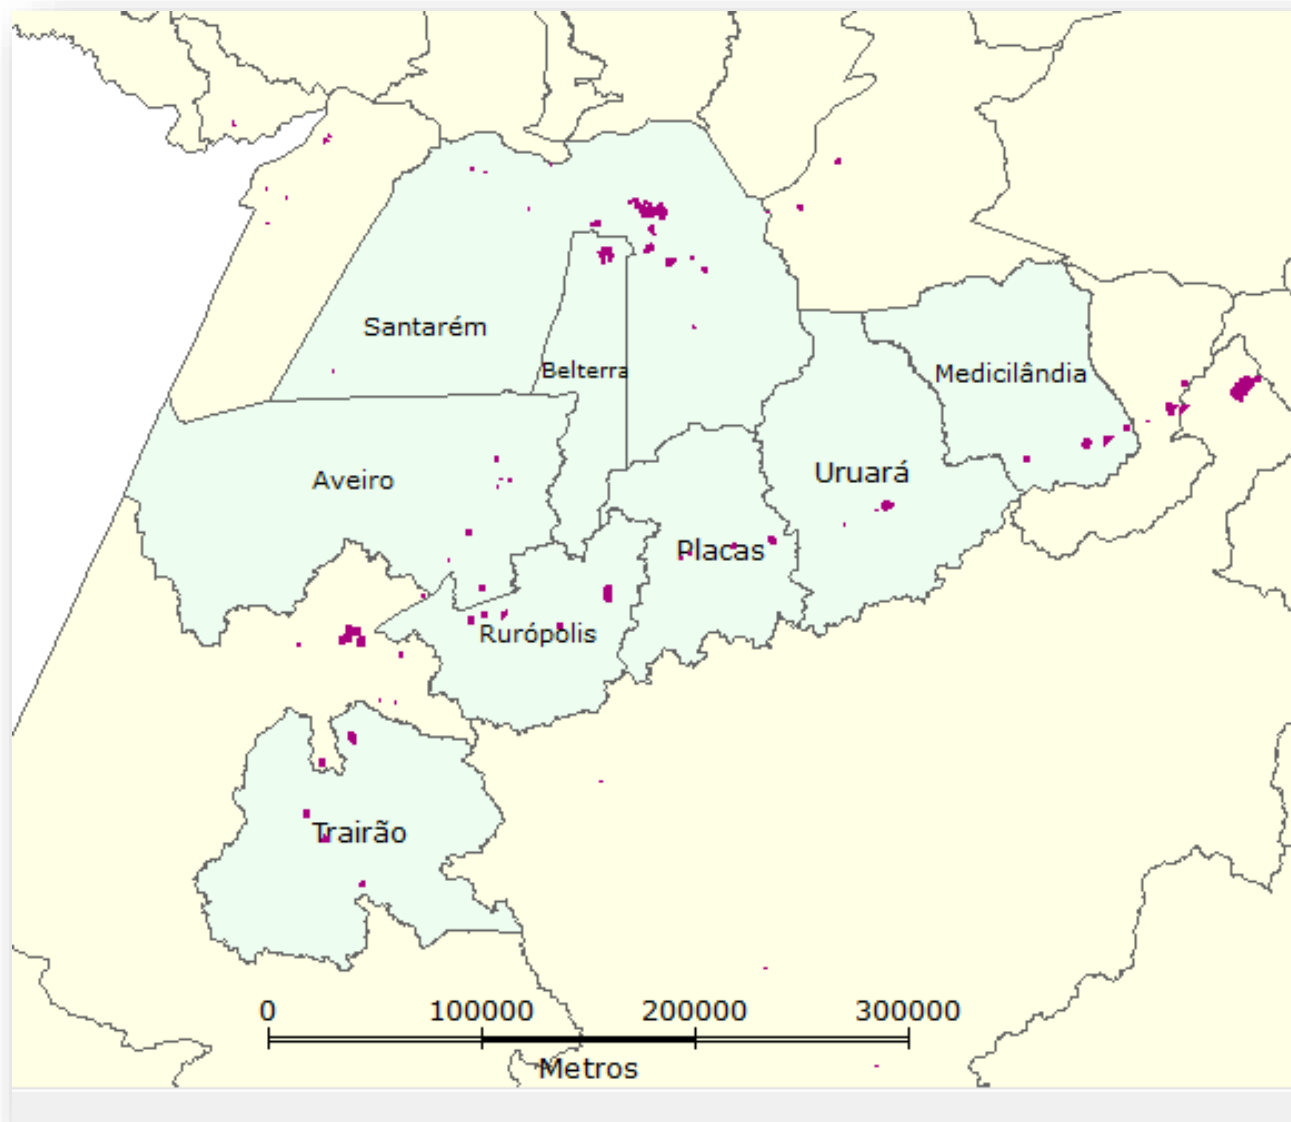 Santarém
Belterra
Medicilândia
Aveiro
Uruará
Placas
Rurópolis
Trairão
0 100000 200000 300000
Metros